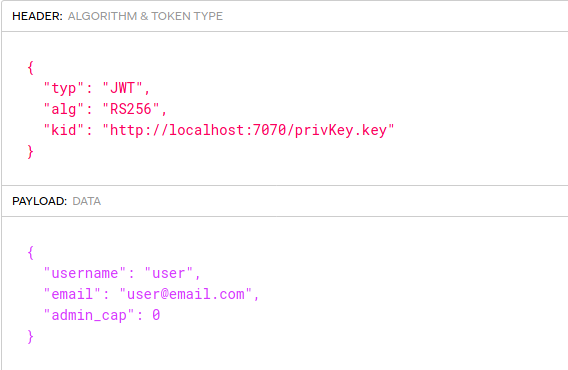 HEADER: ALGORITHM & TOKEN TYPE
{
"typ": "JWT",
"alg": "RS256",
"kid": "http://localhost:7070/privKey.key"
}
PAYLOAD: DATA
{
"username": "user",
"email": "user@email.com",
"admin_cap": 0
}